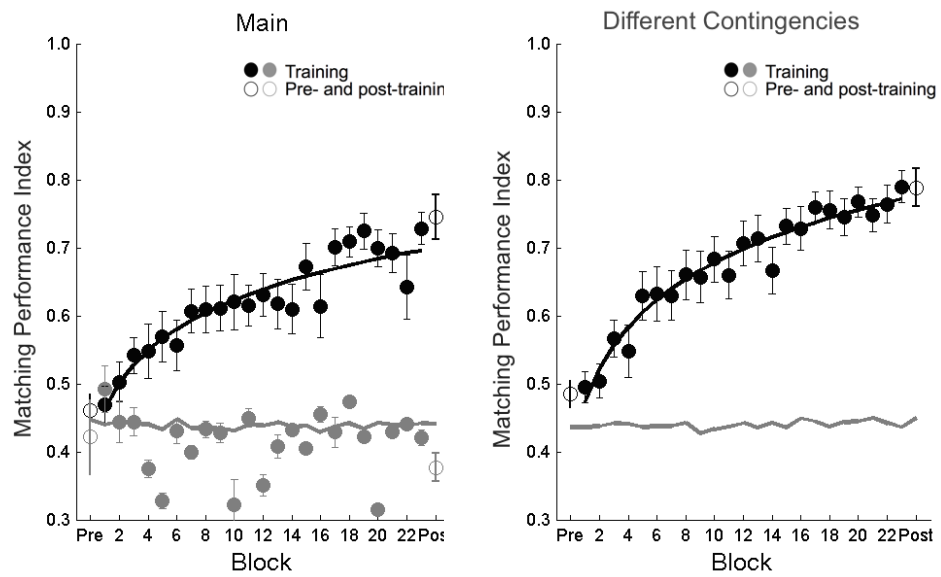 Main
Matching Performance Index
1.0
0.9
0.8
0.7
0.6
0.5
0.4
0.3
Training
Pre- and post-trainin
Pre 2 4 6 8 10 12 14 16 18 20 22 Post
Block
Different Contingencies
Matching Performance Index
1.0
0.9
0.8
0.7
0.6
0.5
0.4
0.3
Training
Pre- and post-training
Pre 2 4 6 8 10 12 14 16 18 20 22 Post
Block